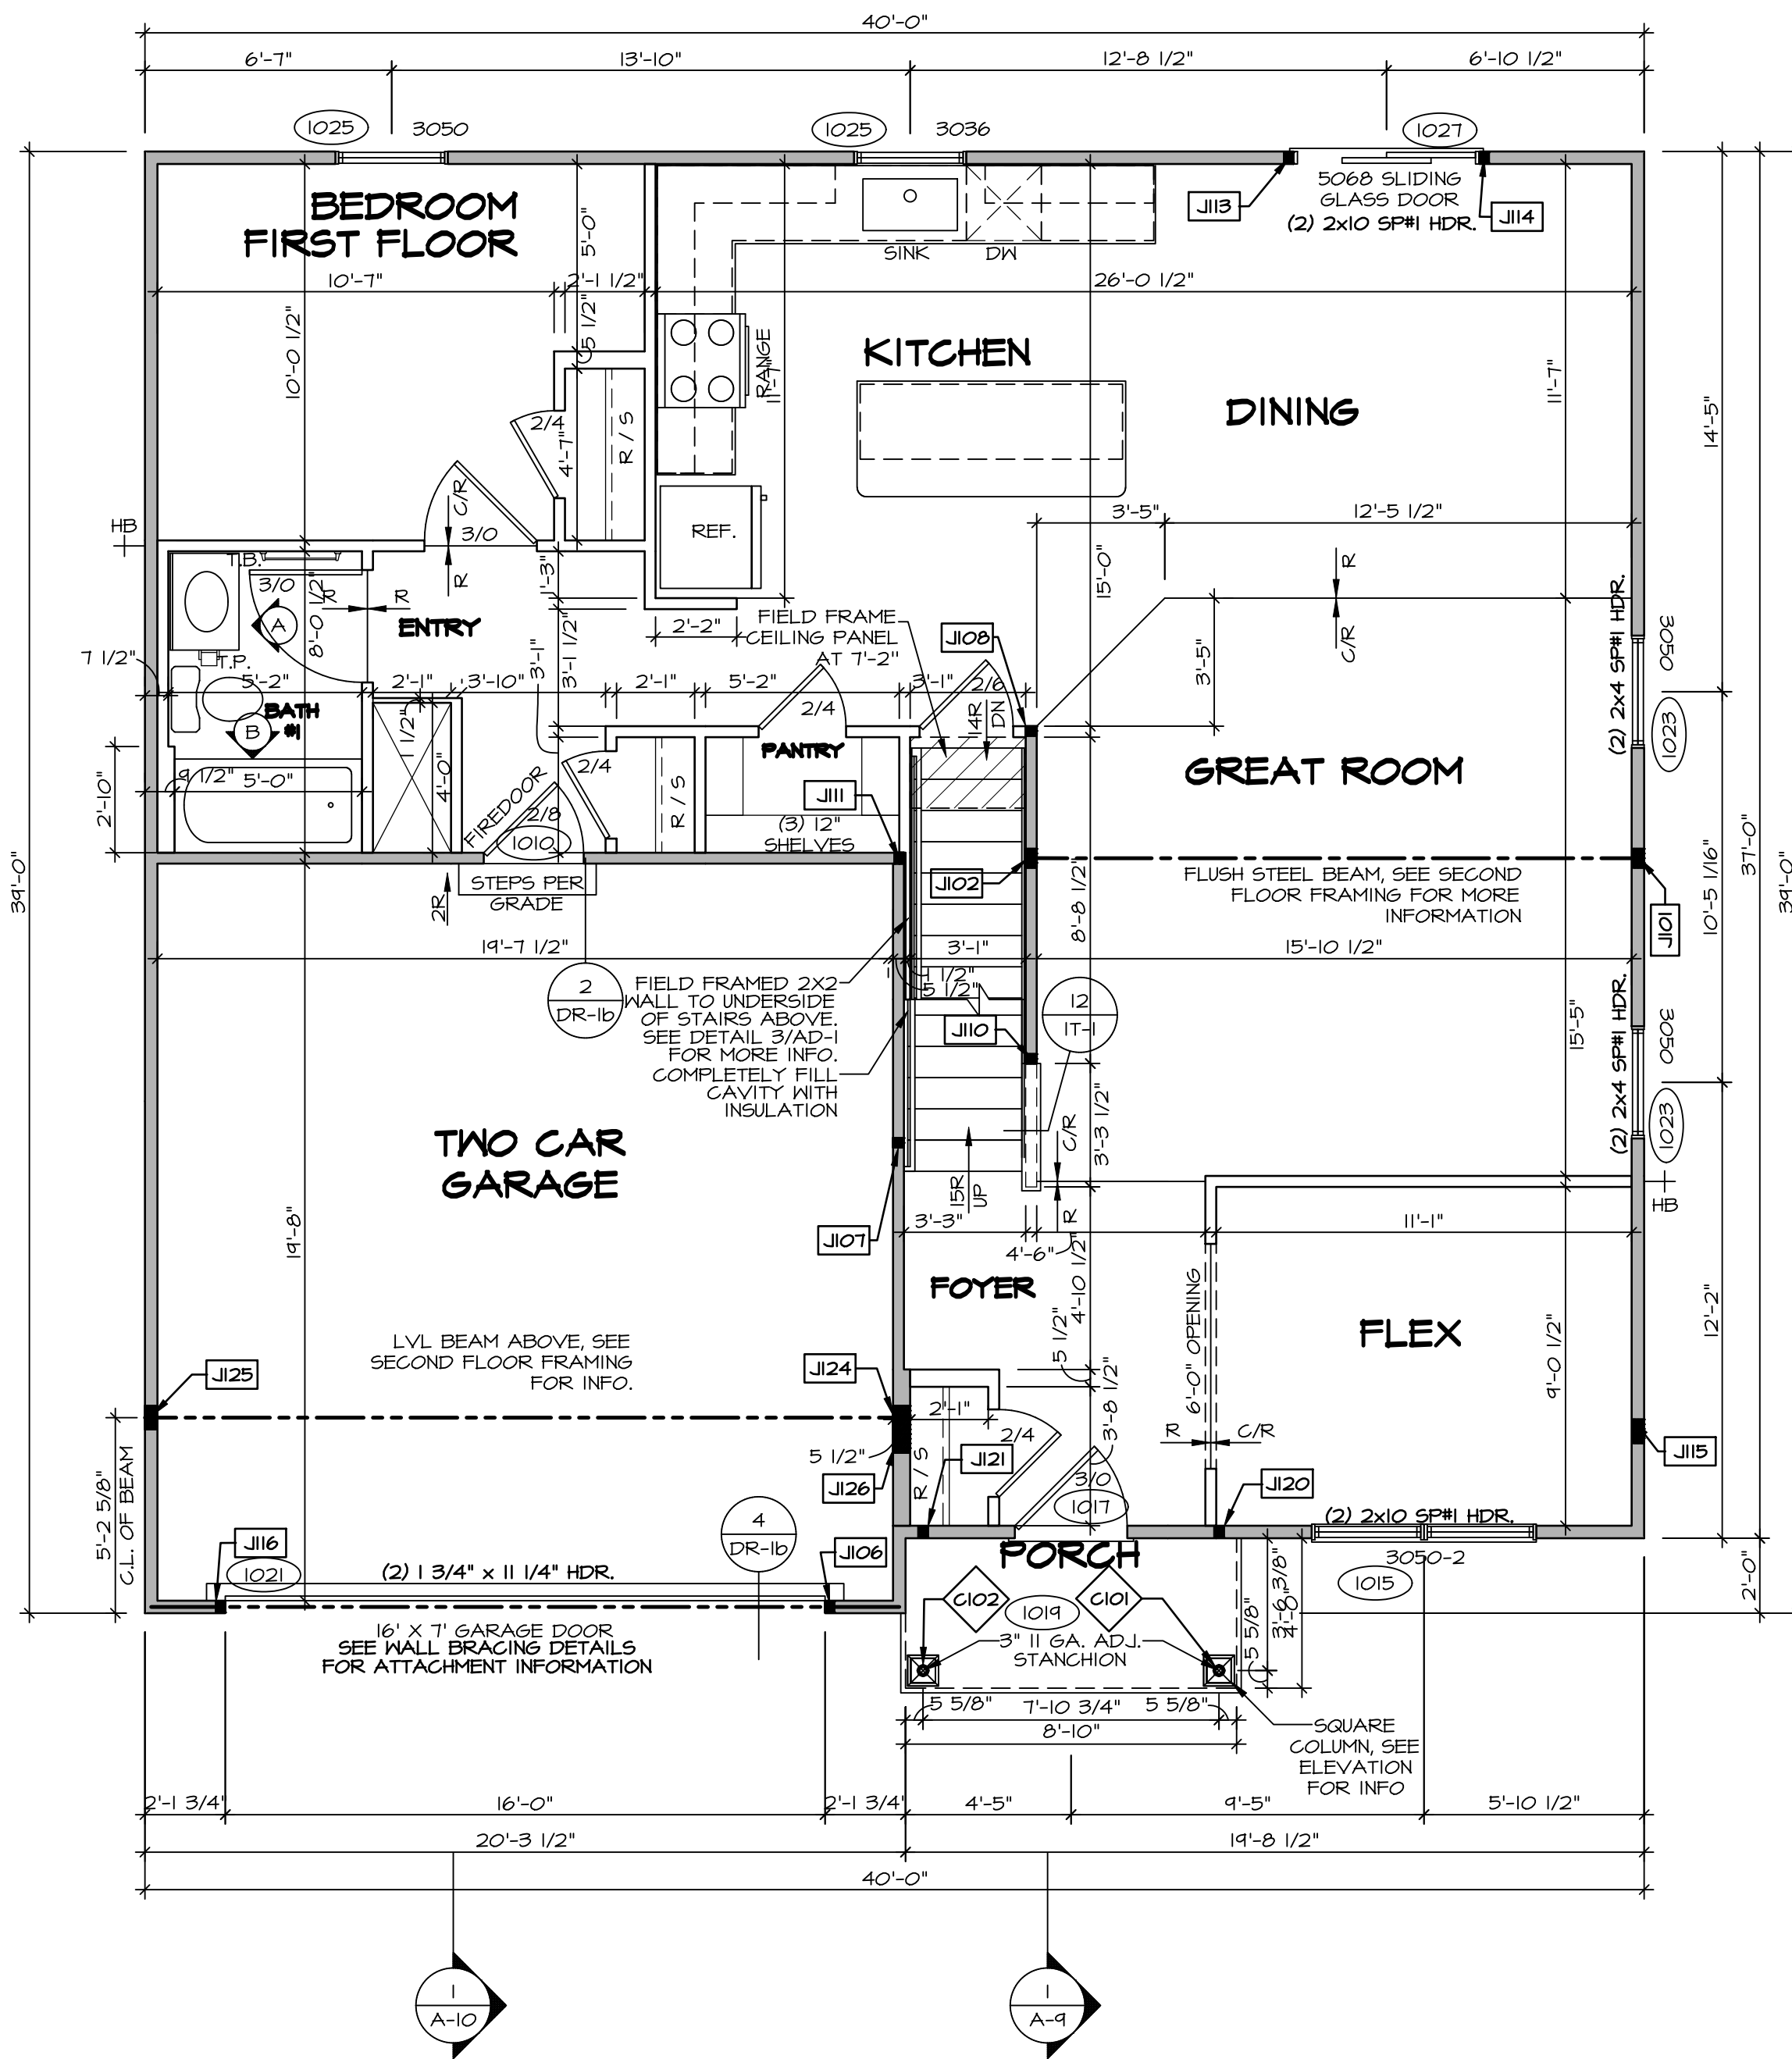 40'-0"
6'-7"
13'-10"
12'-8 1/2"
6'-10 1/2"
1025
3050
1025
3036
1027
BEDROOM
FIRST FLOOR
5'-0"
SINK
DW
J113
5068 SLIDING
GLASS DOOR
(2) 2x10 SP#1 HDR.
J114
10'-7"
2'-1 1/2"
26'-0 1/2"
10'-0 1/2"
5 1/2"
RANGE
11'-7"
KITCHEN
DINING
11'-7"
14'-5"
2/4
4'-7"
R / S
C/R
3/0
R
REF.
HB
3'-5"
12'-5 1/2"
15'-0"
R
C/R
T.B.
3/0
8'-0 1/2"
R
R
A
ENTRY
1'-3"
3'-1"
3'-1 1/2"
2'-2"
FIELD FRAME
CEILING PANEL
AT 7'-2"
J108
3'-5"
(2) 2x4 SP#1 HDR.
3050
1023
T.P.
7 1/2"
5'-2"
2'-1"
3'-10"
2'-1"
5'-2"
3'-1"
2/6
2/4
14R
DN
BATH
#1
B
1 1/2"
4'-0"
PANTRY
GREAT ROOM
9 1/2"
5'-0"
2'-10"
FIREDOOR
2/4
2/8
1010
R / S
J111
(3) 12"
SHELVES
39'-0"
37'-0"
39'-0"
10'-5 1/16"
STEPS PER
GRADE
2R
J102
8'-8 1/2"
FLUSH STEEL BEAM, SEE SECOND
FLOOR FRAMING FOR MORE
INFORMATION
J101
19'-7 1/2"
3'-1"
15'-10 1/2"
1 1/2"
5 1/2"
2
DR-1b
FIELD FRAMED 2X2
WALL TO UNDERSIDE
OF STAIRS ABOVE.
SEE DETAIL 3/AD-1
FOR MORE INFO.
COMPLETELY FILL
CAVITY WITH
INSULATION
J110
12
1T-1
15'-5"
(2) 2x4 SP#1 HDR.
3050
1023
TWO CAR
GARAGE
C/R
3'-3 1/2"
15R
UP
R
HB
19'-8"
J107
3'-3"
4'-6"
11'-1"
4'-10 1/2"
FOYER
6'-0" OPENING
FLEX
12'-2"
9'-0 1/2"
LVL BEAM ABOVE, SEE
SECOND FLOOR FRAMING
FOR INFO.
J125
J124
5 1/2"
3'-8 1/2"
2'-1"
2/4
R
C/R
J115
5 1/2"
J126
R / S
J121
3/0
1017
J120
5'-2 5/8"
C.L. OF BEAM
(2) 2x10 SP#1 HDR.
3050-2
1015
J116
1021
(2) 1 3/4" x 11 1/4" HDR.
4
DR-1b
J106
PORCH
2'-0"
C102
1019
C101
3" 11 GA. ADJ.
STANCHION
5 5/8"
3'-6 3/8"
4'-0"
16' X 7' GARAGE DOOR
SEE WALL BRACING DETAILS
FOR ATTACHMENT INFORMATION
5 5/8"
7'-10 3/4"
5 5/8"
8'-10"
SQUARE
COLUMN, SEE
ELEVATION
FOR INFO
2'-1 3/4"
16'-0"
2'-1 3/4"
4'-5"
9'-5"
5'-10 1/2"
20'-3 1/2"
19'-8 1/2"
40'-0"
1
A-10
1
A-9